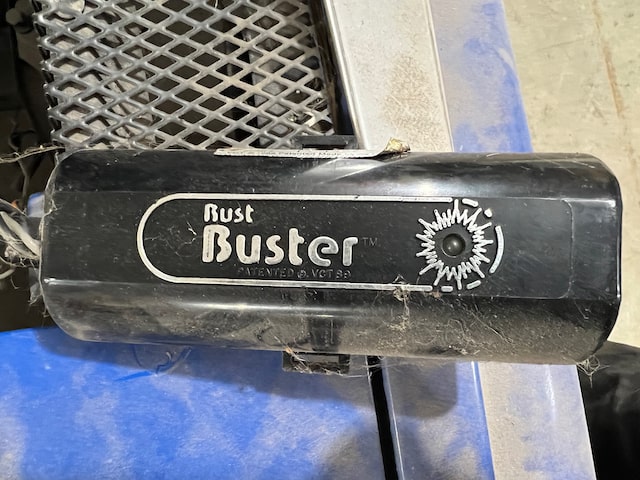 Rust
Buster™
PATENTED @ VCT 89